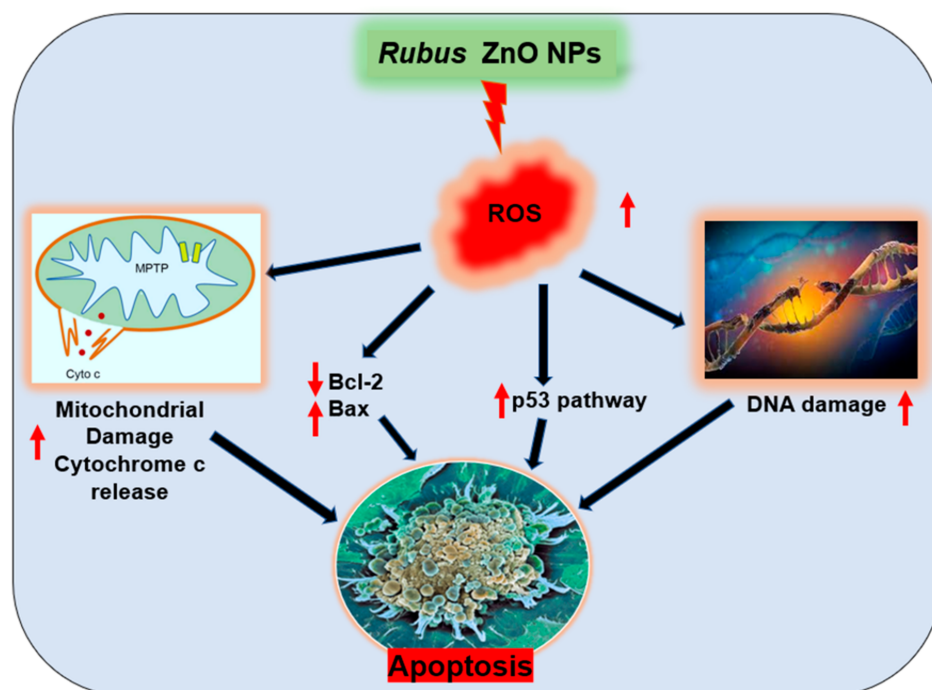 Rubus ZnO NPs
ROS
MPTP
Cyto c
Mitochondrial
Damage
Cytochrome c
release
Bcl-2
Bax
p53 pathway
DNA damage
Apoptosis